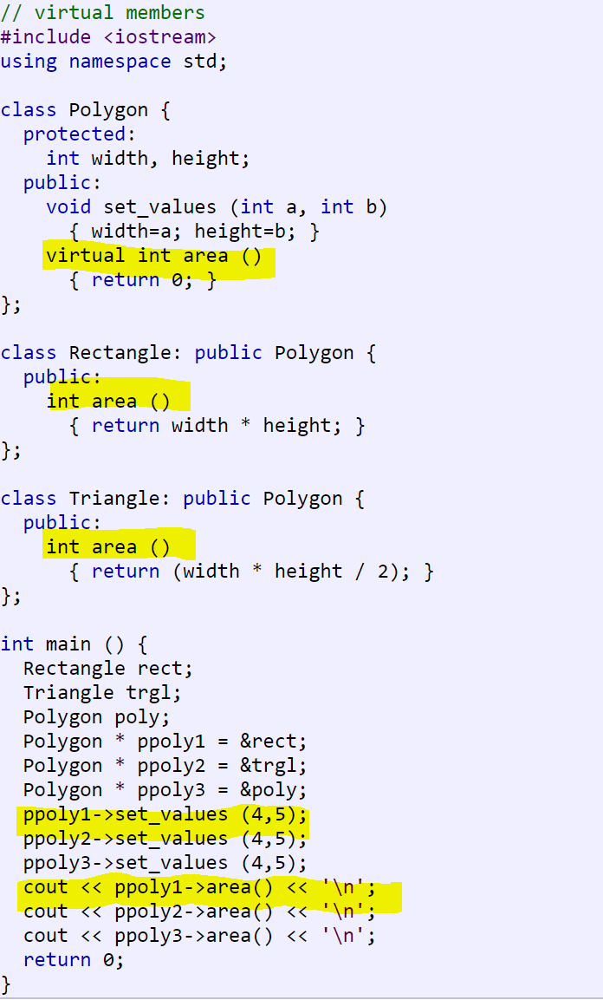 // virtual members
#include <iostream>
using namespace std;

class Polygon {
  protected:
    int width, height;
  public:
    void set_values (int a, int b)
      { width=a; height=b; }
    virtual int area ()
      { return 0; }
};

class Rectangle: public Polygon {
  public:
    int area ()
      { return width * height; }
};

class Triangle: public Polygon {
  public:
    int area ()
      { return (width * height / 2); }
};

int main () {
  Rectangle rect;
  Triangle trgl;
  Polygon poly;
  Polygon * ppoly1 = &rect;
  Polygon * ppoly2 = &trgl;
  Polygon * ppoly3 = &poly;
  ppoly1->set_values (4,5);
  ppoly2->set_values (4,5);
  ppoly3->set_values (4,5);
  cout << ppoly1->area() << '\n';
  cout << ppoly2->area() << '\n';
  cout << ppoly3->area() << '\n';
  return 0;
}